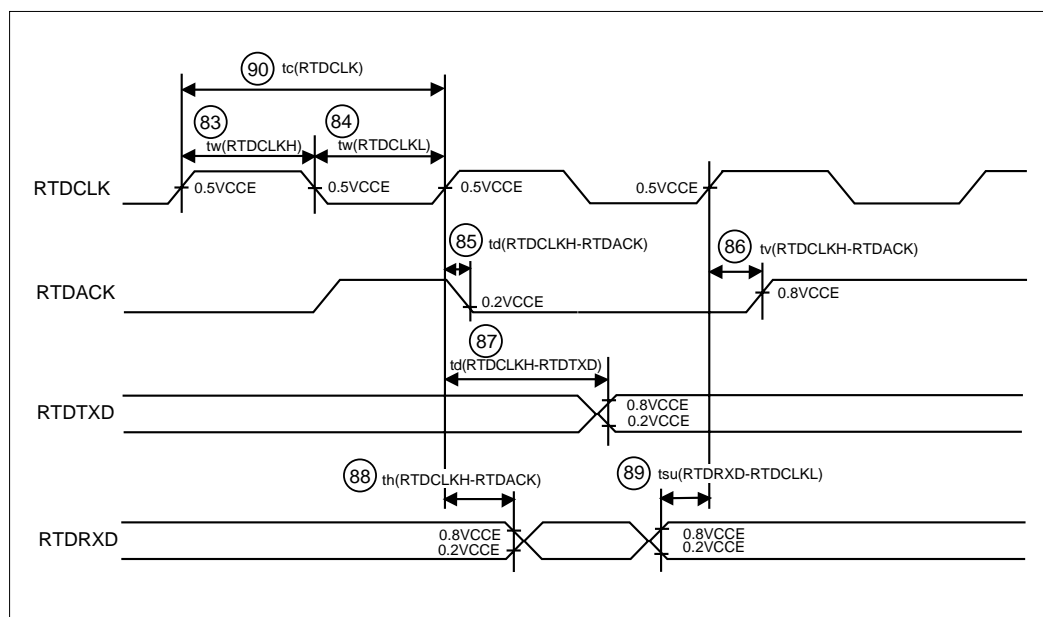 90 tc(RTDCLK)
83 84
tw(RTDCLKH) tw(RTDCLKL)
RTDCLK 0.5VCCE 0.5VCCE 0.5VCCE 0.5VCCE
85 td(RTDCLKH-RTDACK) 86 tv(RTDCLKH-RTDACK)
RTDACK 0.2VCCE 0.8VCCE
87
td(RTDCLKH-RTDTXD)
RTDTXD 0.8VCCE
0.2VCCE
88 th(RTDCLKH-RTDACK) 89 tsu(RTDRXD-RTDCLKL)
RTDRXD 0.8VCCE 0.8VCCE
0.2VCCE 0.2VCCE